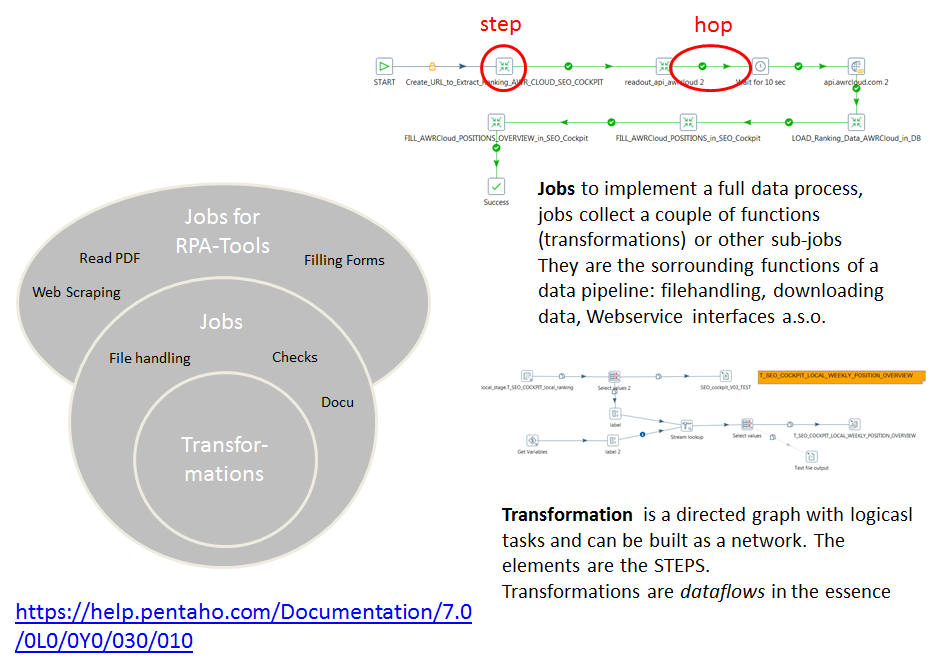 step
hop
START
Create_URL_to_Extract_Ranking_AWR_CLOUD_SEO_COCKPIT
readout_api_awrcloud 2
Wait for 10 sec
api.awrcloud.com 2
FILL_AWRCloud_POSITIONS_OVERVIEW_in_SEO_Cockpit
FILL_AWRCloud_POSITIONS_in_SEO_Cockpit
LOAD_Ranking_Data_AWRCloud_in_DB
Success
Jobs to implement a full data process,
jobs collect a couple of functions
(transformations) or other sub-jobs
They are the sorrounding functions of a
data pipeline: filehandling, downloading
data, Webservice interfaces a.s.o.
Jobs for
RPA-Tools
Read PDF
Filling Forms
Web Scraping
Jobs
File handling
Checks
Docu
Transfor-
mations
local_stage.T_SEO_COCKPIT_local_ranking
Select values 2
SEO_cockpit_V03_TEST
T_SEO_COCKPIT_LOCAL_WEEKLY_POSITION_OVERVIEW
label
Stream lookup
Select values
T_SEO_COCKPIT_LOCAL_WEEKLY_POSITION_OVERVIEW
Get Variables
label 2
Text file output
Transformation is a directed graph with logicasl
tasks and can be built as a network. The
elements are the STEPS.
Transformations are dataflows in the essence
https://help.pentaho.com/Documentation/7.0
/0L0/0Y0/030/010